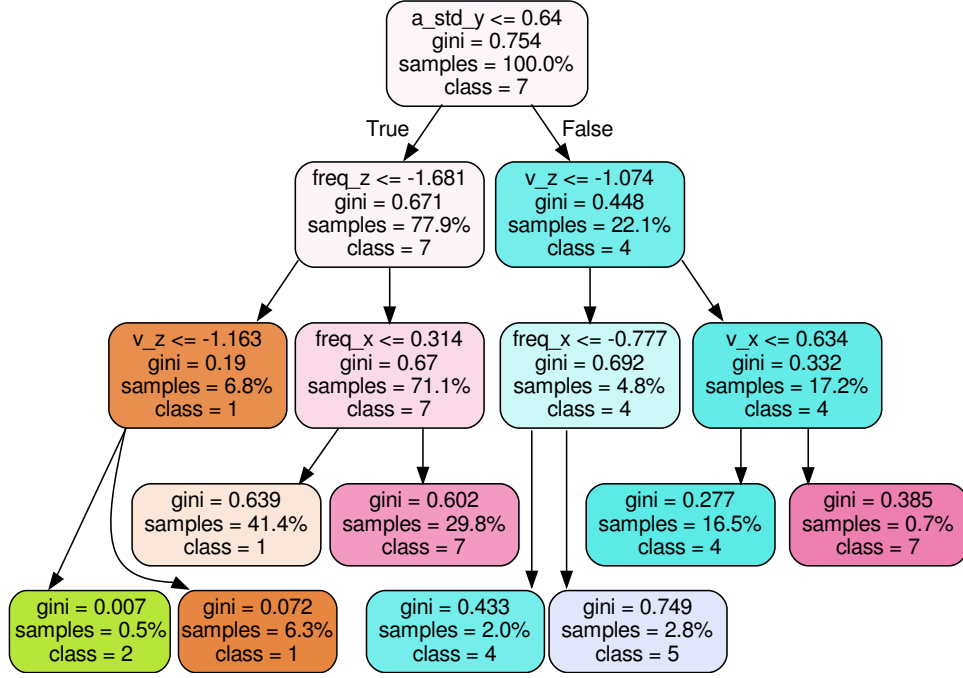 a_std_y <= 0.64
gini = 0.754
samples = 100.0%
class = 7
True
False
freq_z <= -1.681
gini = 0.671
samples = 77.9%
class = 7
v_z <= -1.074
gini = 0.448
samples = 22.1%
class = 4
v_z <= -1.163
gini = 0.19
samples = 6.8%
class = 1
freq_x <= 0.314
gini = 0.67
samples = 71.1%
class = 7
freq_x <= -0.777
gini = 0.692
samples = 4.8%
class = 4
v_x <= 0.634
gini = 0.332
samples = 17.2%
class = 4
gini = 0.639
samples = 41.4%
class = 1
gini = 0.602
samples = 29.8%
class = 7
gini = 0.277
samples = 16.5%
class = 4
gini = 0.385
samples = 0.7%
class = 7
gini = 0.007
samples = 0.5%
class = 2
gini = 0.072
samples = 6.3%
class = 1
gini = 0.433
samples = 2.0%
class = 4
gini = 0.749
samples = 2.8%
class = 5